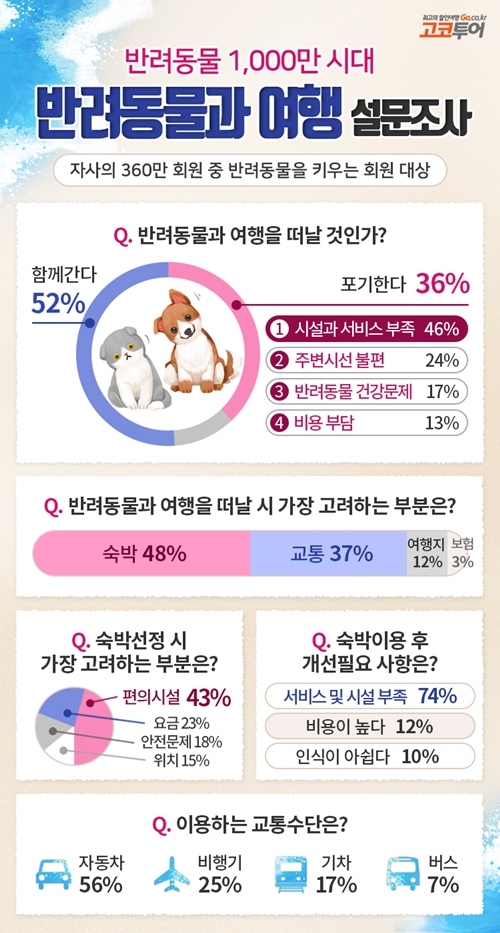 최고의 할인여행 Go.co.kr
고코투어
반려동물 1,000만 시대
반려동물과 여행 설문조사
자사의 360만 회원 중 반려동물을 키우는 회원 대상
Q. 반려동물과 여행을 떠날 것인가?
함께간다
52%
포기한다 36%
1 시설과 서비스 부족 46%
2 주변시선 불편 24%
3 반려동물 건강문제 17%
4 비용 부담 13%
Q. 반려동물과 여행을 떠날 시 가장 고려하는 부분은?
숙박 48%
교통 37%
여행지
12%
보험
3%
Q. 숙박선정 시
가장 고려하는 부분은?
편의시설 43%
요금 23%
안전문제 18%
위치 15%
Q. 숙박이용 후
개선필요 사항은?
서비스 및 시설 부족 74%
비용이 높다 12%
인식이 아쉽다 10%
Q. 이용하는 교통수단은?
자동차
56%
비행기
25%
기차
17%
버스
7%